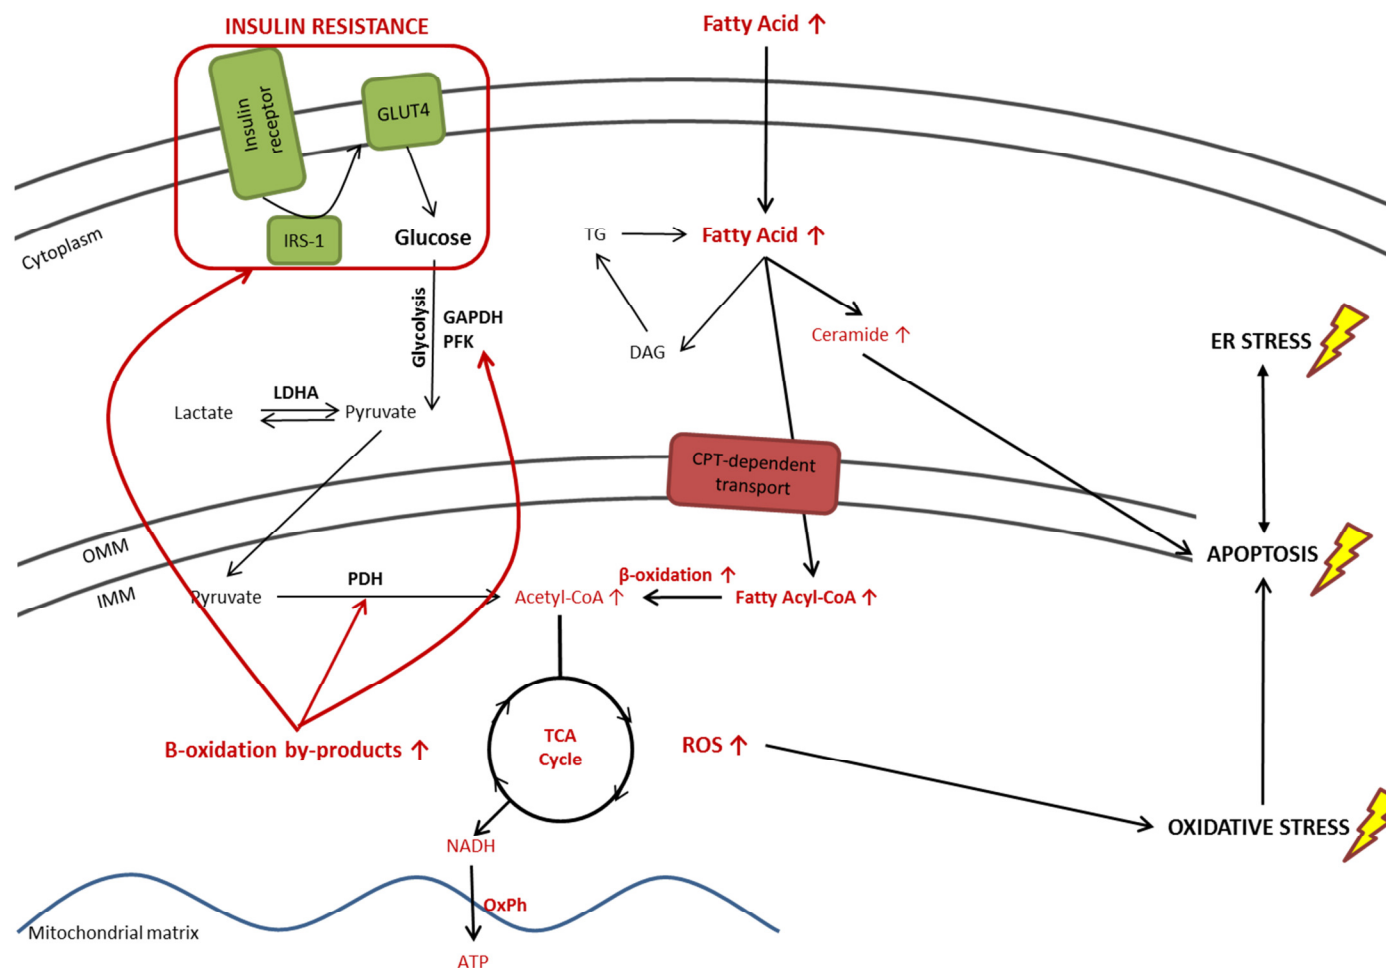 INSULIN RESISTANCE
Fatty Acid ↑
Insulin
receptor
GLUT4
IRS-1
Glucose
Cytoplasm
TG
Fatty Acid ↑
Glycolysis
GAPDH
PFK
Ceramide ↑
DAG
ER STRESS
LDHA
Lactate
Pyruvate
CPT-dependent
transport
OMM
IMM
APOPTOSIS
PDH
β-oxidation ↑
Pyruvate
Acetyl-CoA ↑
Fatty Acyl-CoA ↑
B-oxidation by-products ↑
TCA
Cycle
ROS ↑
OXIDATIVE STRESS
NADH
OxPh
Mitochondrial matrix
ATP